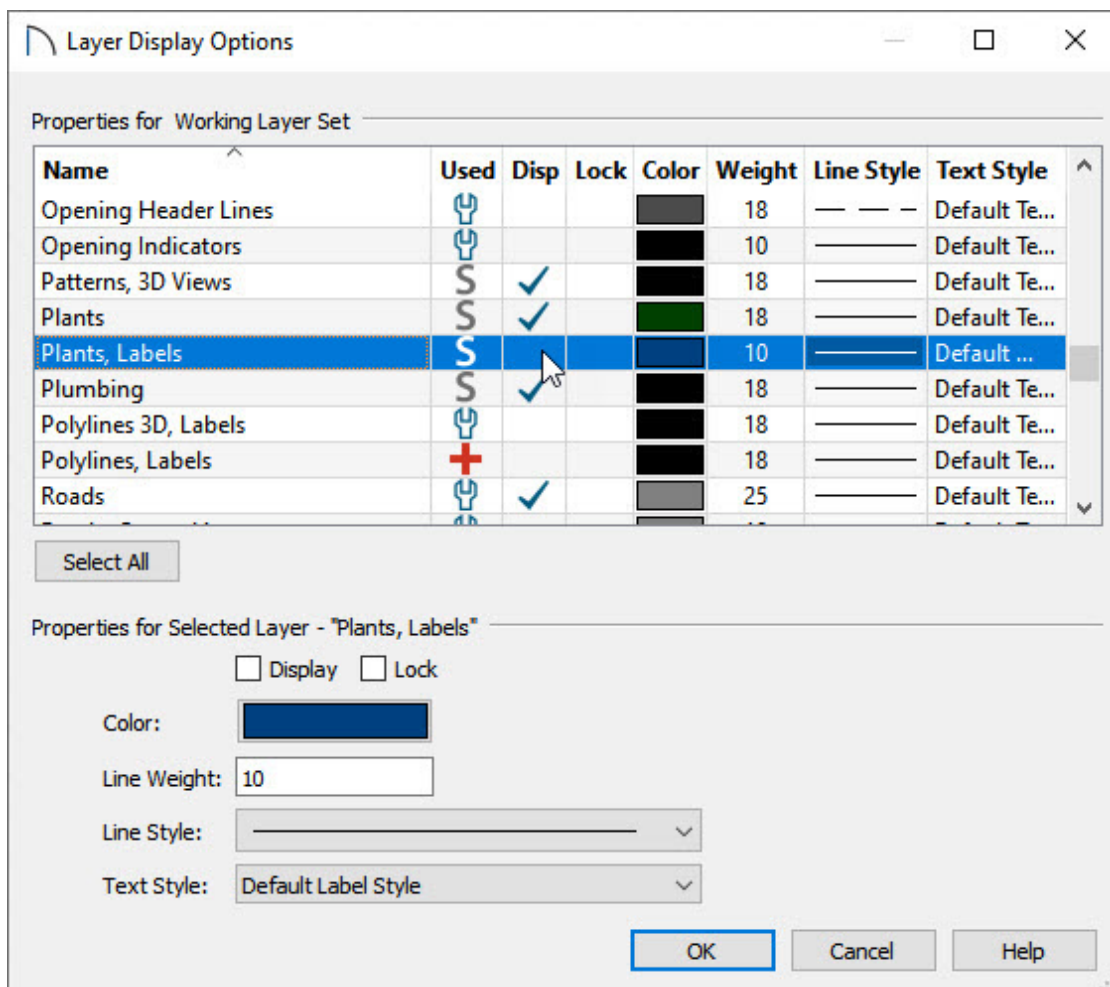 Layer Display Options
Properties for Working Layer Set
Name Used Disp Lock Color Weight Line Style Text Style
Opening Header Lines 18 Default Te...
Opening Indicators 10 Default Te...
Patterns, 3D Views S 18 Default Te...
Plants S 18 Default Te...
Plants, Labels S 10 Default ...
Plumbing S 18 Default Te...
Polylines 3D, Labels 18 Default Te...
Polylines, Labels 18 Default Te...
Roads 25 Default Te...
Select All
Properties for Selected Layer - "Plants, Labels"
Display Lock
Color:
Line Weight: 10
Line Style:
Text Style: Default Label Style
OK Cancel Help